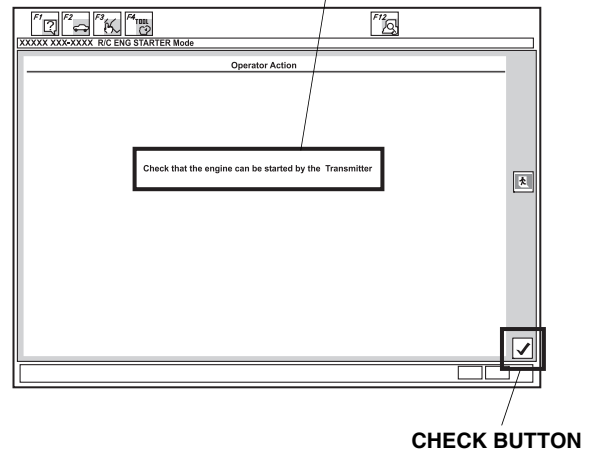 F1 F2 F3 F4 TOOL F12
XXXXX XXX-XXXX R/C ENG STARTER Mode
Operator Action
Check that the engine can be started by the Transmitter
CHECK BUTTON